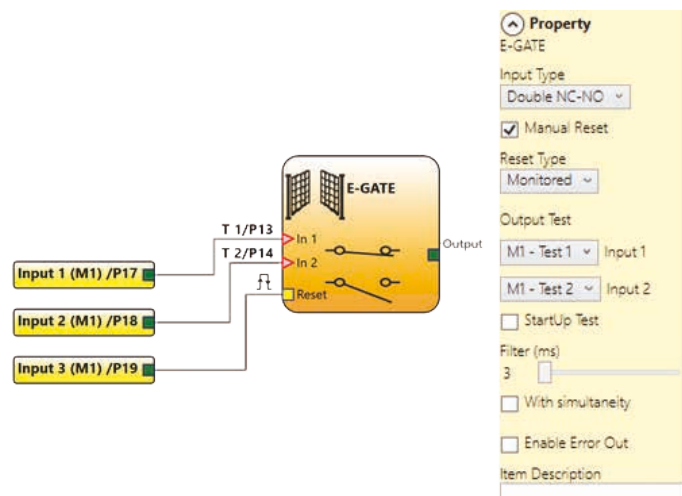 E-GATE
T 1/P13
In 1
T 2/P14
In 2
Output
Reset
Input 1 (M1) /P17
Input 2 (M1) /P18
Input 3 (M1) /P19
Property
E-GATE
Input Type
Double NC-NO
Manual Reset
Reset Type
Monitored
Output Test
M1 - Test 1 Input 1
M1 - Test 2 Input 2
StartUp Test
Filter (ms)
3
With simultaneity
Enable Error Out
Item Description